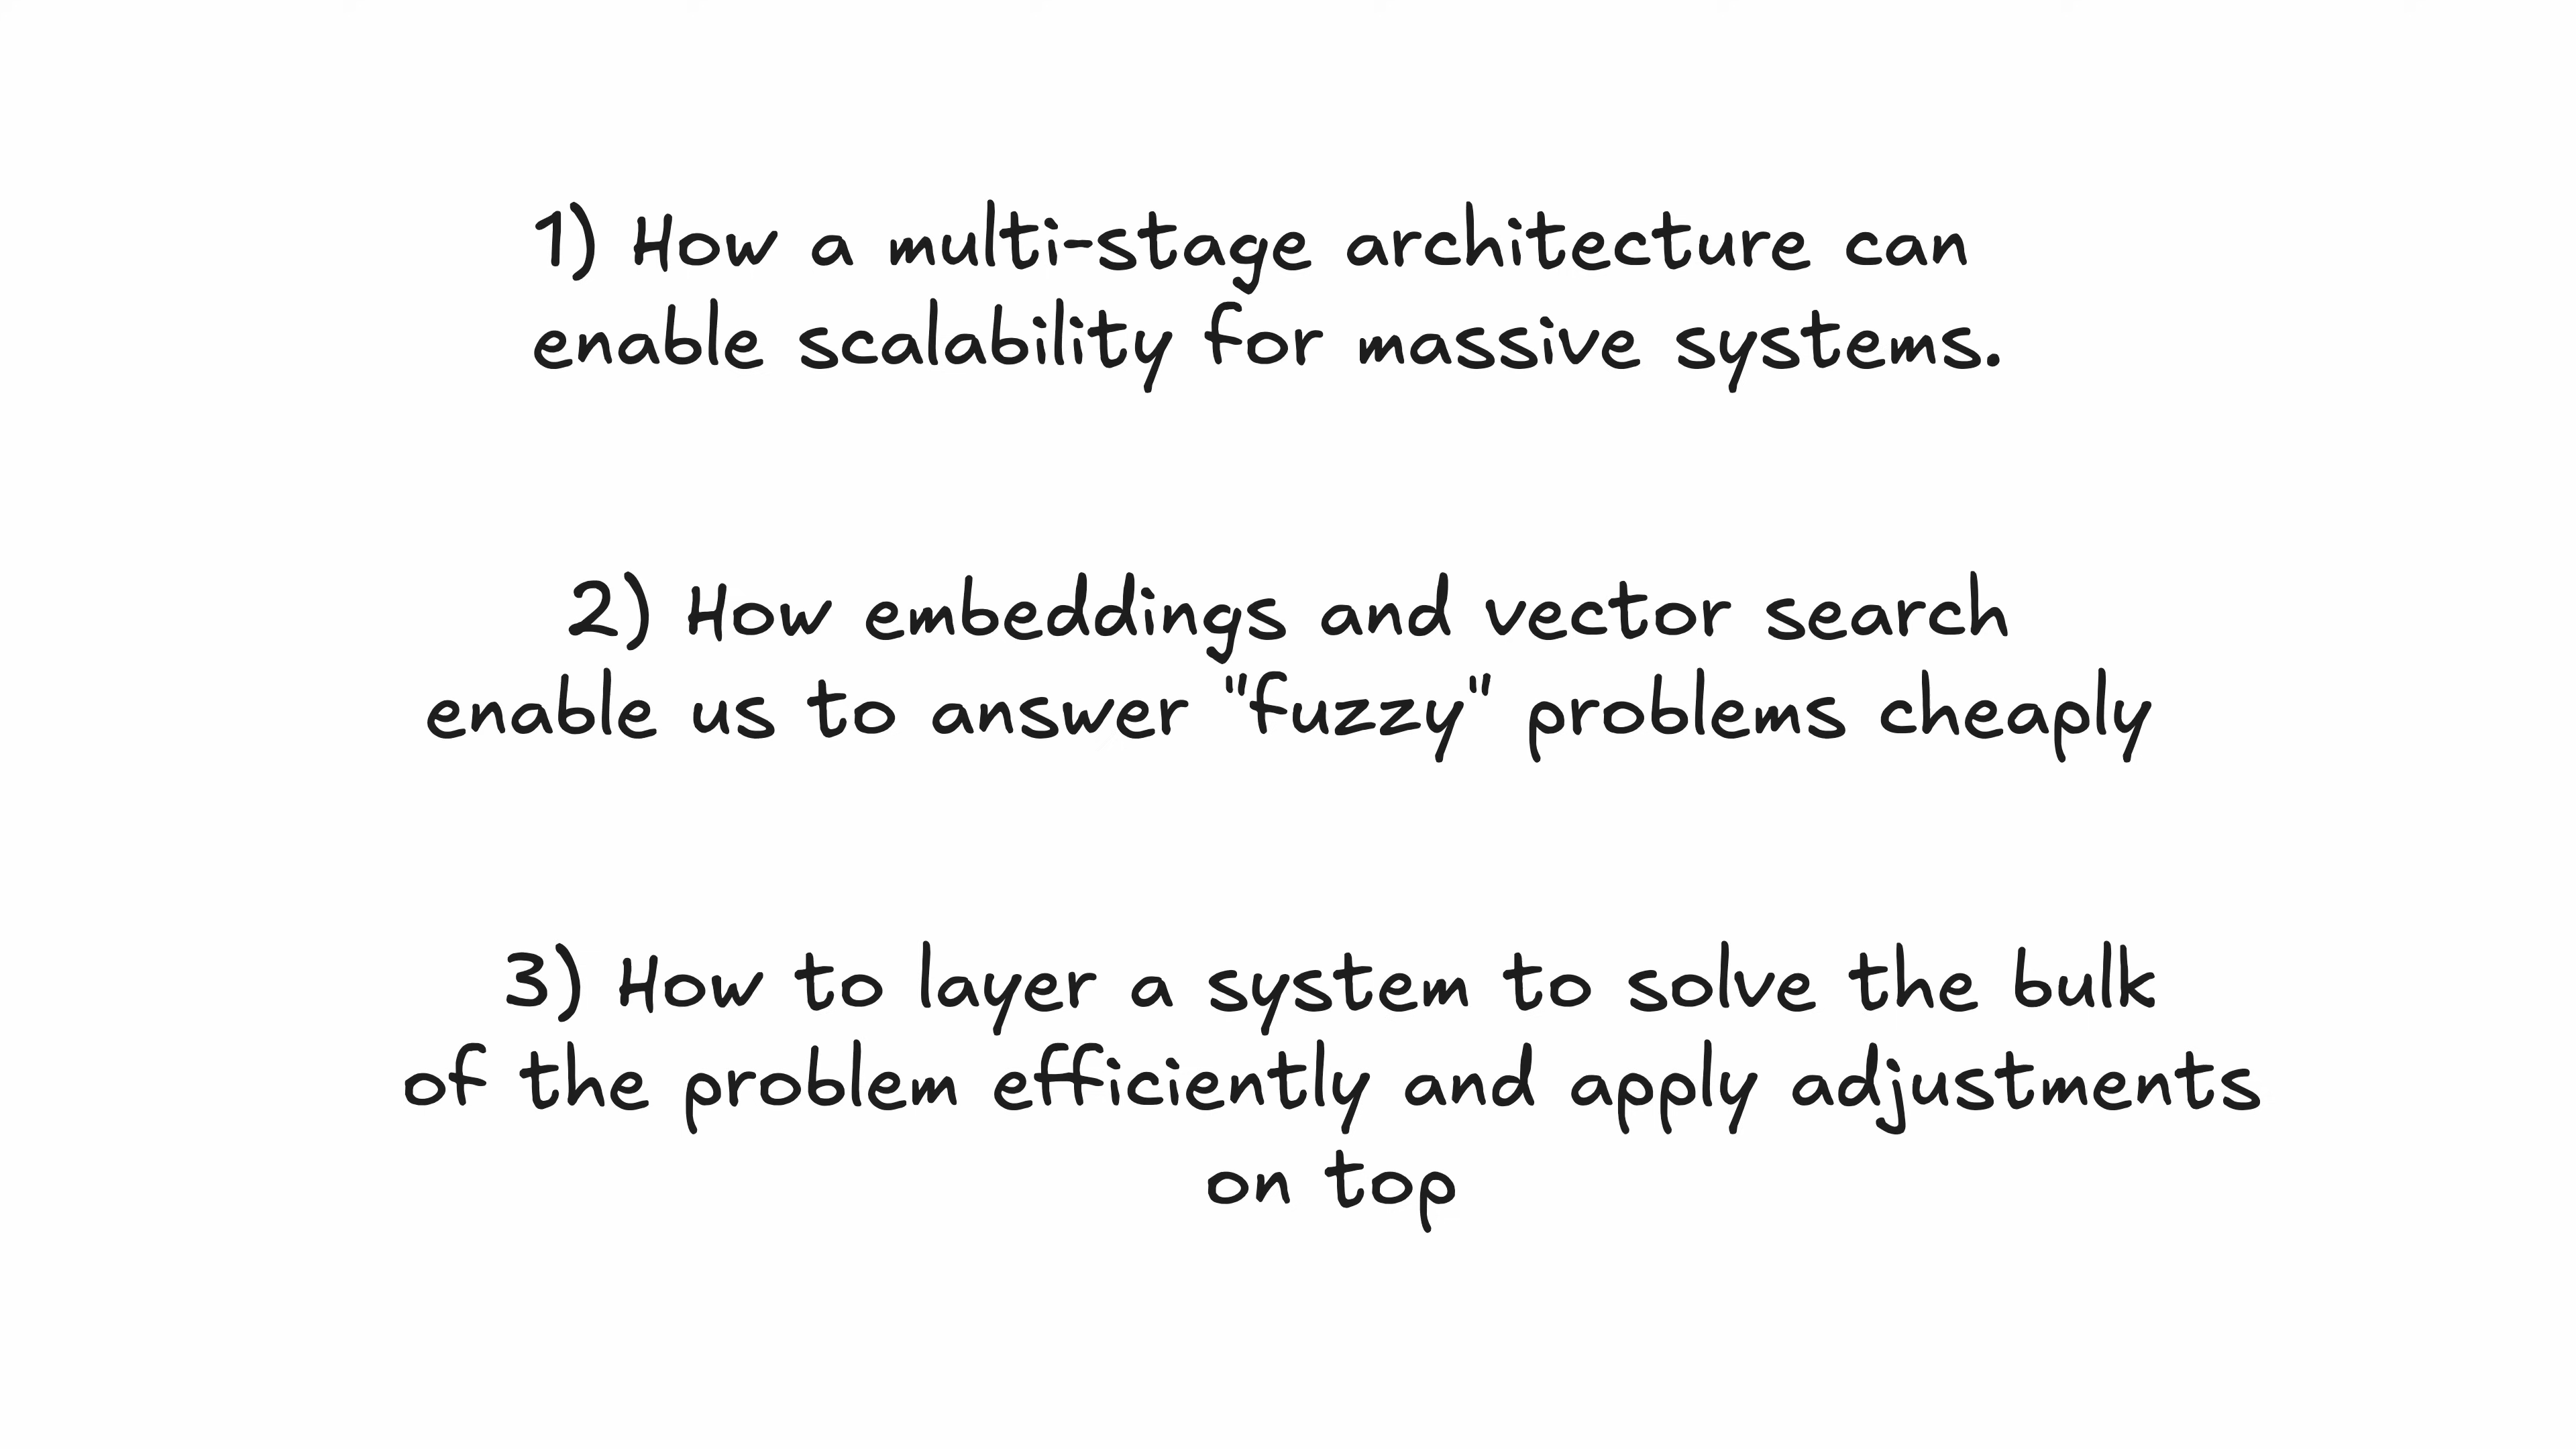 1) How a multi-stage architecture can
enable scalability for massive systems.
2) How embeddings and vector search
enable us to answer "fuzzy" problems cheaply
3) How to layer a system to solve the bulk
of the problem efficiently and apply adjustments
on top